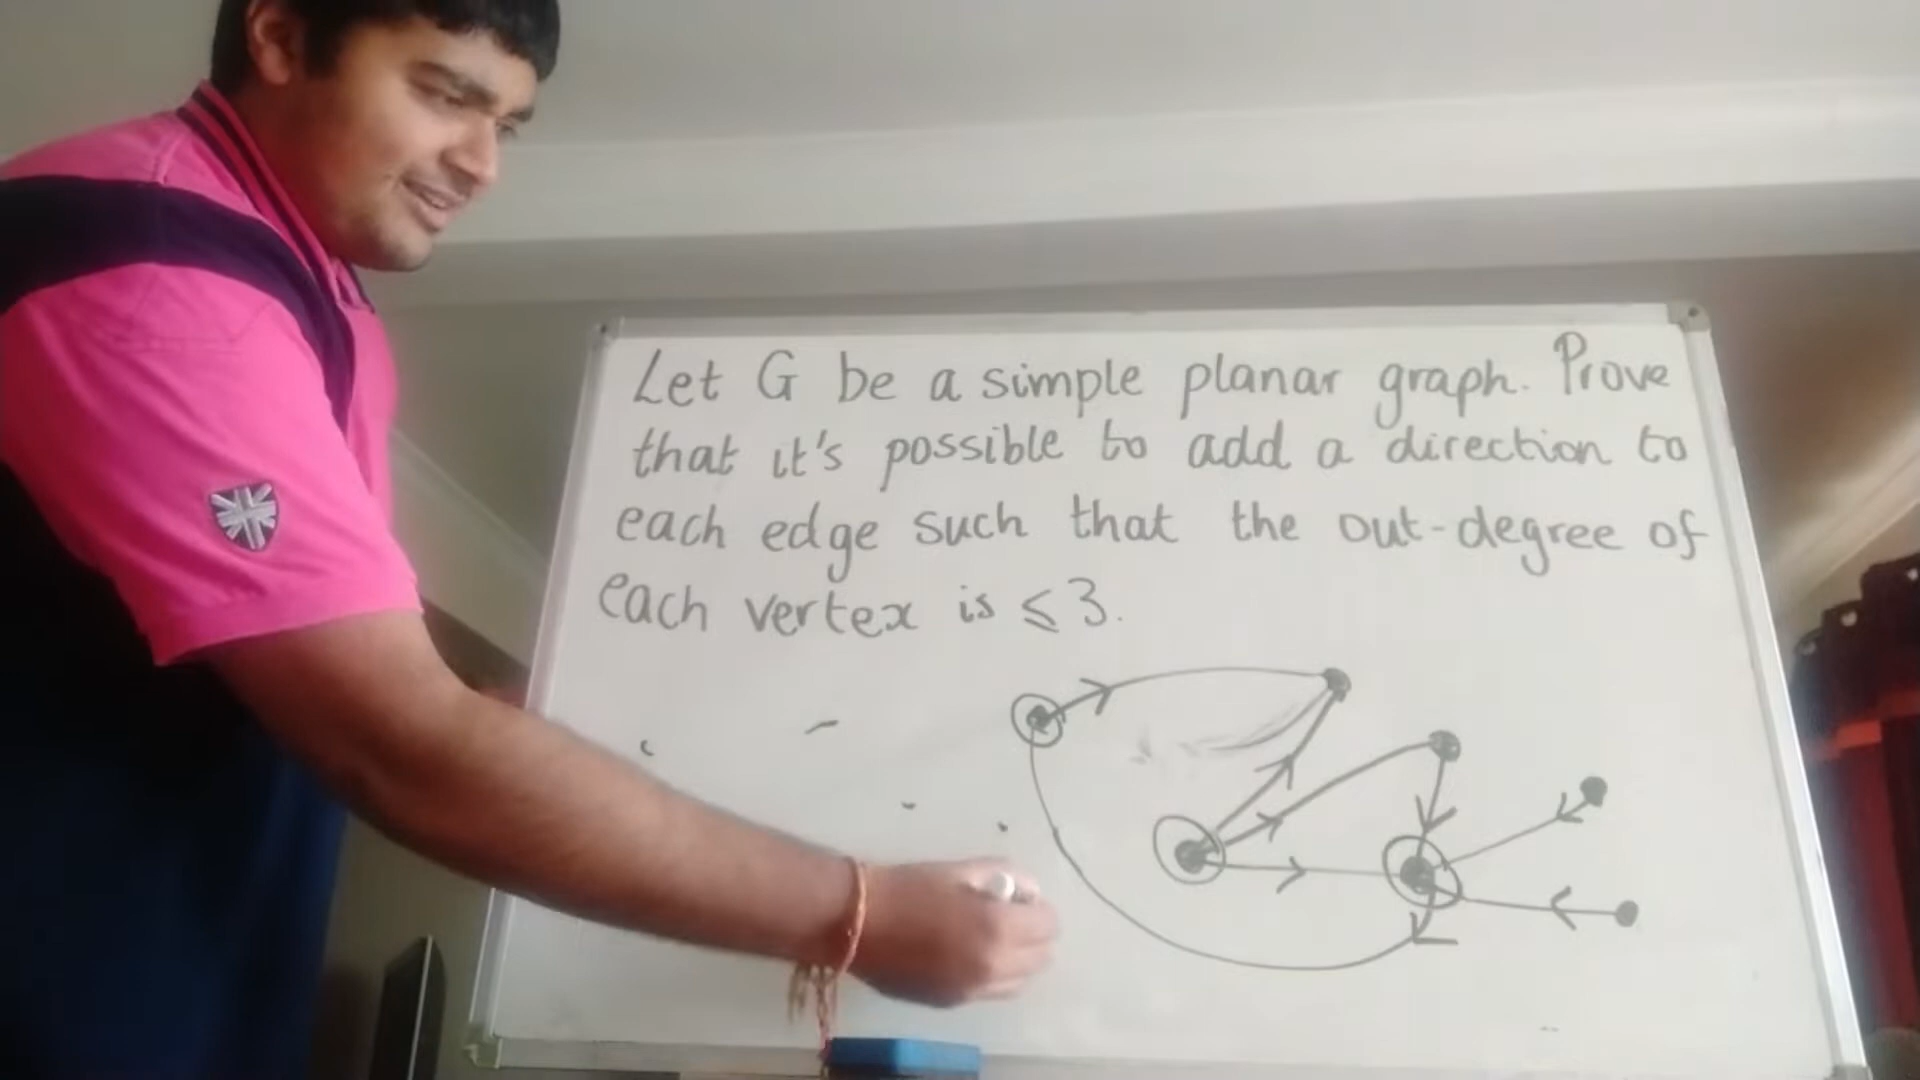 Let G be a simple planar graph. Prove
that it's possible to add a direction to
each edge such that the out-degree of
each vertex is ≤ 3.